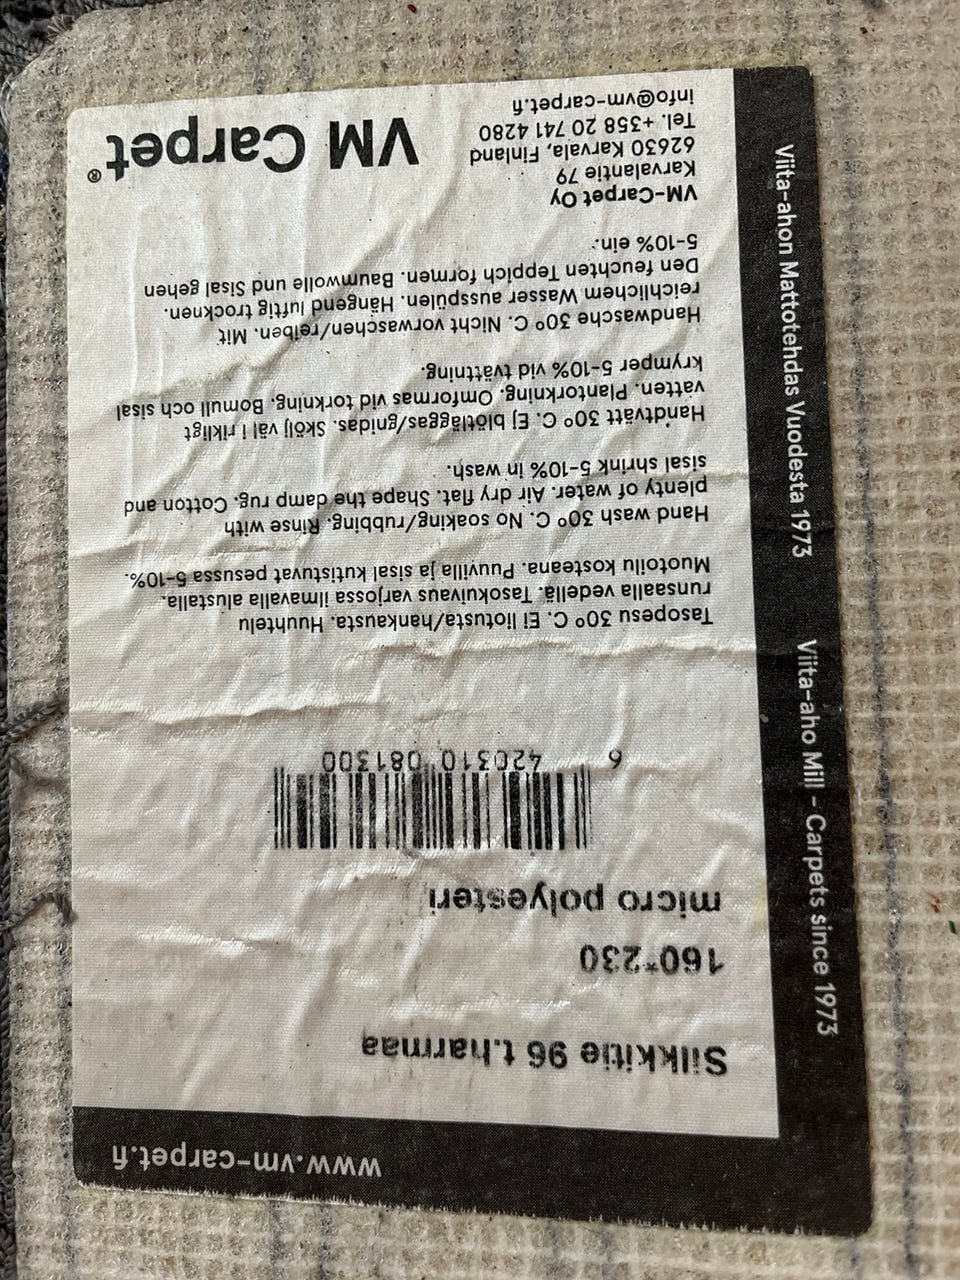 www.vm-carpet.fi
Silkkitie 96 t.harmaa
160*230
micro polyesteri
6 420310 081300
Tasopesu 30° C. Ei liotusta/hankausta. Huuhtelu
runsaalla vedellä. Tasokuivaus varjossa ilmavalla alustalla.
Muotoilu kosteana. Puuvilla ja sisal kutistuvat pesussa 5-10%.
Hand wash 30° C. No soaking/rubbing. Rinse with
plenty of water. Air dry flat. Shape the damp rug. Cotton and
sisal shrink 5-10% in wash.
Handtvätt 30° C. Ej blötläggas/gnidas. Skölj väl i rikligt
vatten. Plantorkning. Omformas vid torkning. Bomull och sisal
krymper 5-10% vid tvättning.
Handwasche 30° C. Nicht vorwaschen/reiben. Mit
reichlichem Wasser ausspülen. Hängend luftig trocknen.
Den feuchten Teppich formen. Baumwolle und Sisal gehen
5-10% ein.
VM-Carpet Oy
Karvalantie 79
62630 Karvala, Finland
Tel. +358 20 741 4280
info@vm-carpet.fi
VM Carpet®
Viita-ahon Mattotehdas Vuodesta 1973
Viita-aho Mill - Carpets since 1973